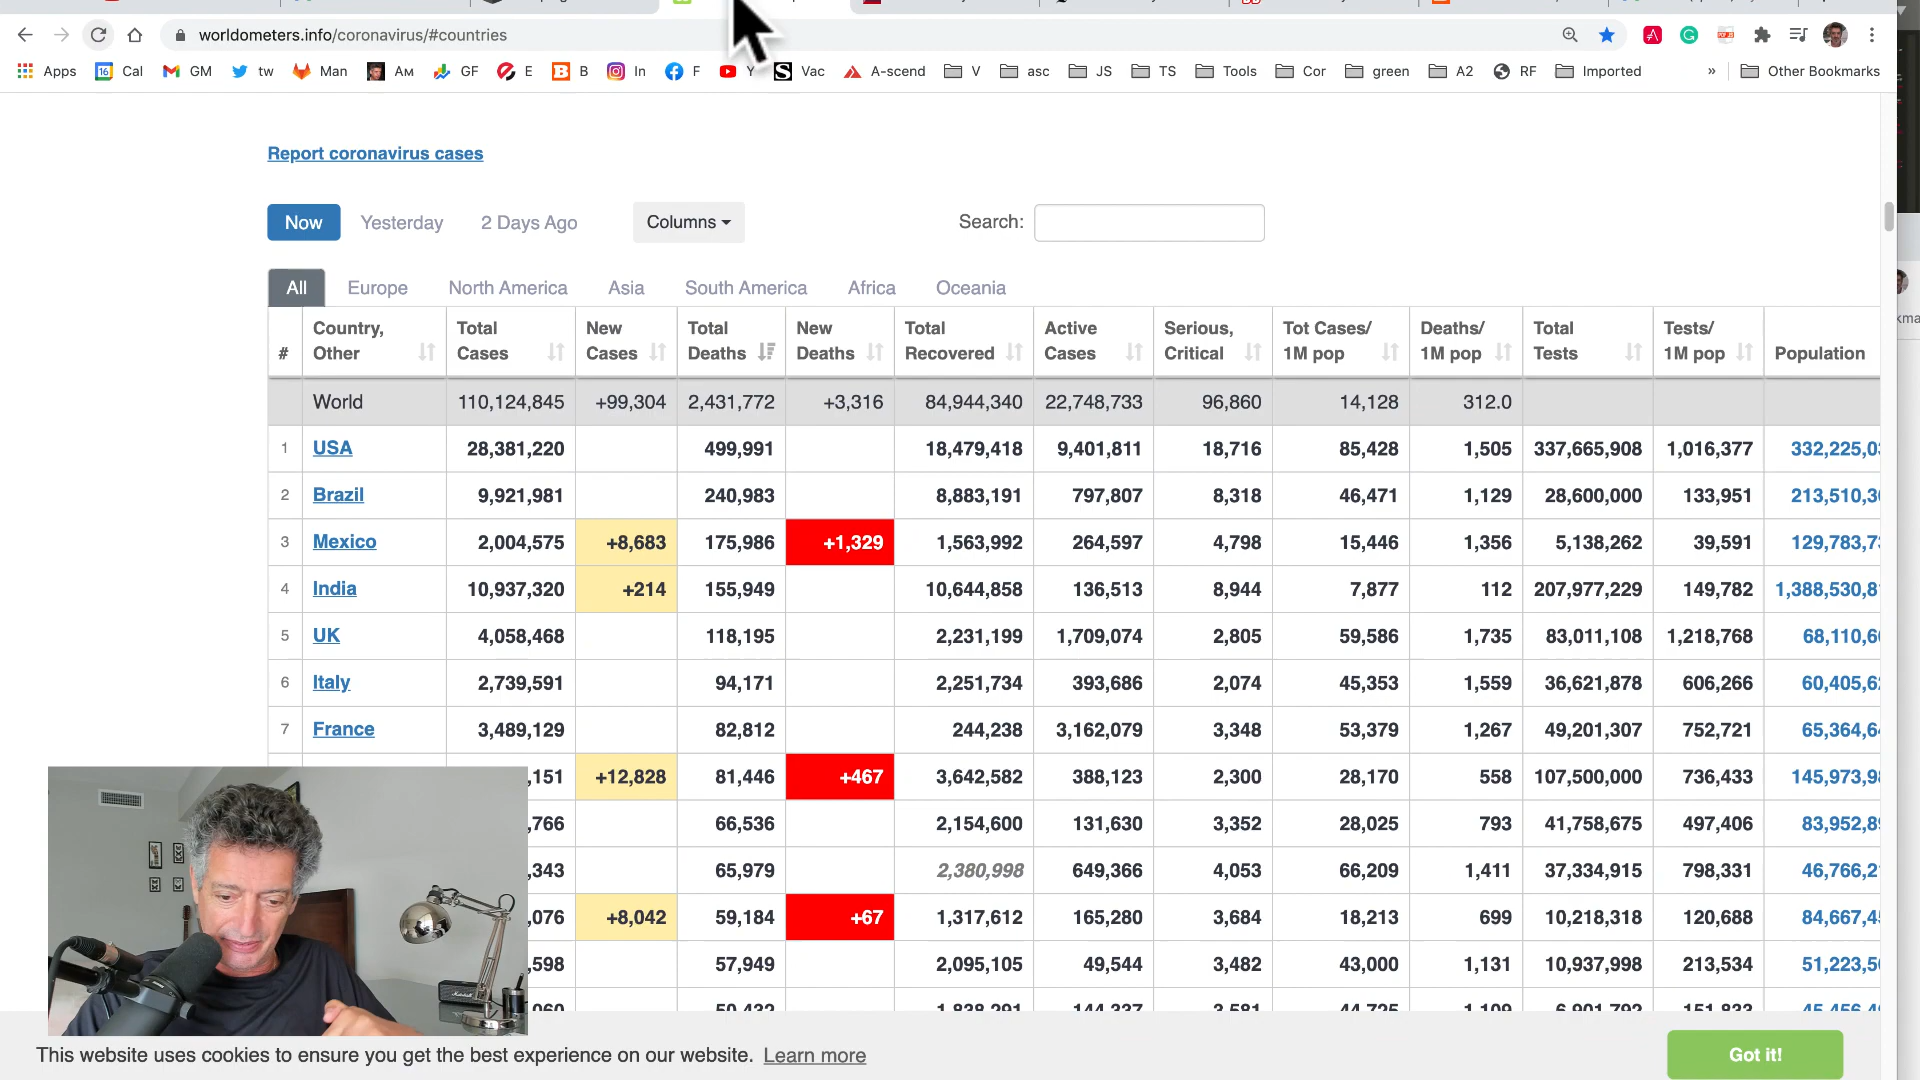 worldometers.info/coronavirus/#countries
Apps 16 Cal GM tw Man Ам GF E B In F Y S Vac A-scend V asc JS TS Tools Cor green A2 RF Imported » Other Bookmarks
Report coronavirus cases
Now Yesterday 2 Days Ago Columns Search:
All Europe North America Asia South America Africa Oceania
# Country, Other Total Cases New Cases Total Deaths New Deaths Total Recovered Active Cases Serious, Critical Tot Cases/ 1M pop Deaths/ 1M pop Total Tests Tests/ 1M pop Population
World 110,124,845 +99,304 2,431,772 +3,316 84,944,340 22,748,733 96,860 14,128 312.0
1 USA 28,381,220 499,991 18,479,418 9,401,811 18,716 85,428 1,505 337,665,908 1,016,377 332,225,0
2 Brazil 9,921,981 240,983 8,883,191 797,807 8,318 46,471 1,129 28,600,000 133,951 213,510,3
3 Mexico 2,004,575 +8,683 175,986 +1,329 1,563,992 264,597 4,798 15,446 1,356 5,138,262 39,591 129,783,7
4 India 10,937,320 +214 155,949 10,644,858 136,513 8,944 7,877 112 207,977,229 149,782 1,388,530,8
5 UK 4,058,468 118,195 2,231,199 1,709,074 2,805 59,586 1,735 83,011,108 1,218,768 68,110,6
6 Italy 2,739,591 94,171 2,251,734 393,686 2,074 45,353 1,559 36,621,878 606,266 60,405,6
7 France 3,489,129 82,812 244,238 3,162,079 3,348 53,379 1,267 49,201,307 752,721 65,364,6
,151 +12,828 81,446 +467 3,642,582 388,123 2,300 28,170 558 107,500,000 736,433 145,973,9
,766 66,536 2,154,600 131,630 3,352 28,025 793 41,758,675 497,406 83,952,8
,343 65,979 2,380,998 649,366 4,053 66,209 1,411 37,334,915 798,331 46,766,2
,076 +8,042 59,184 +67 1,317,612 165,280 3,684 18,213 699 10,218,318 120,688 84,667,4
,598 57,949 2,095,105 49,544 3,482 43,000 1,131 10,937,998 213,534 51,223,5
This website uses cookies to ensure you get the best experience on our website. Learn more Got it!